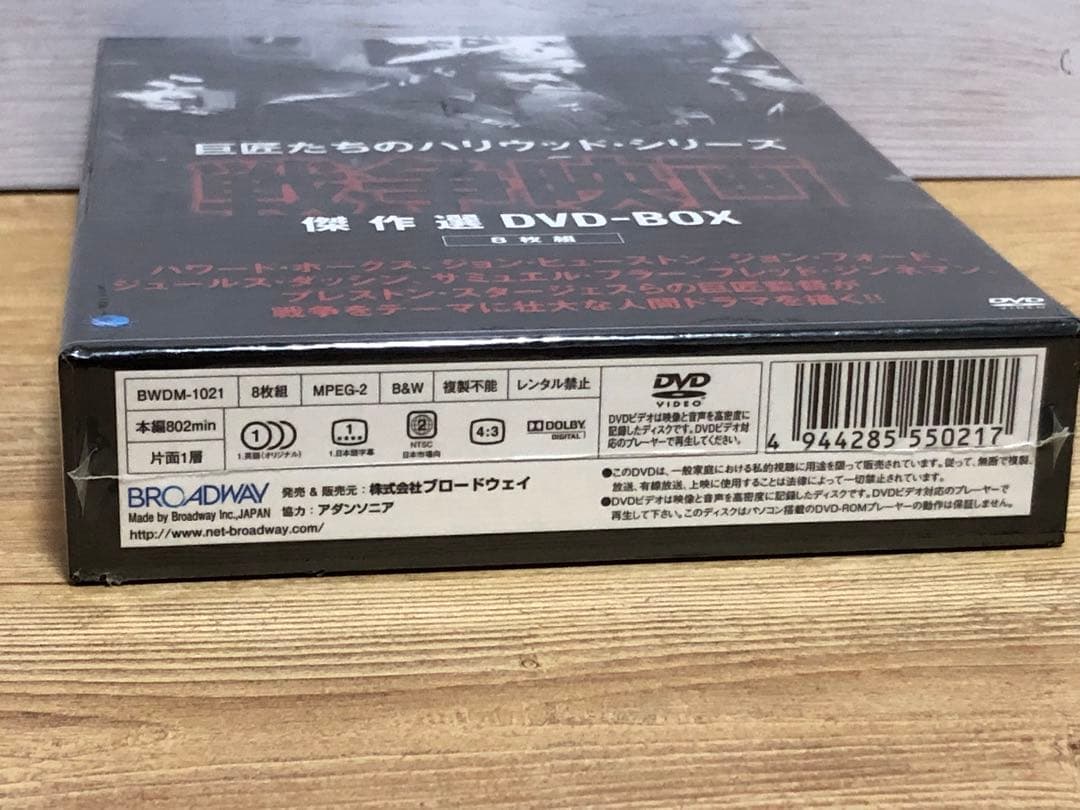 巨匠たちのハリウッド・シリーズ
戦争映画
傑作選 DVD-BOX
8枚組
ハワード・ホークス、ジョン・ヒューストン、ジョン・フォード、
ジュールス・ダッシン、サミュエル・フラー、フレッド・ジンネマン、
プレストン・スタージェスらの巨匠監督が
戦争をテーマに壮大な人間ドラマを描く!!
DVD
VIDEO
BWDM-1021 8枚組 MPEG-2 B&W 複製不能 レンタル禁止
本編802min
片面1層
1
1.英語(オリジナル)
1
1.日本語字幕
2
NTSC
日本市場向
4:3
DOLBY
DIGITAL
DVD
VIDEO
DVDビデオは映像と音声を高密度に
記録したディスクです。DVDビデオ対
応のプレーヤーで再生してください。
4 944285 550217
BROADWAY
Made by Broadway Inc.,JAPAN
http://www.net-broadway.com/
発売 & 販売元:株式会社ブロードウェイ
協力:アダンソニア
●このDVDは、一般家庭における私的視聴に用途を限って販売されています。従って、無断で複製、
放送、有線放送、上映に使用することは法律によって一切禁止されています。
●DVDビデオは映像と音声を高密度に記録したディスクです。DVDビデオ対応のプレーヤーで
再生して下さい。このディスクはパソコン搭載のDVD-ROMプレーヤーの動作は保証しません。